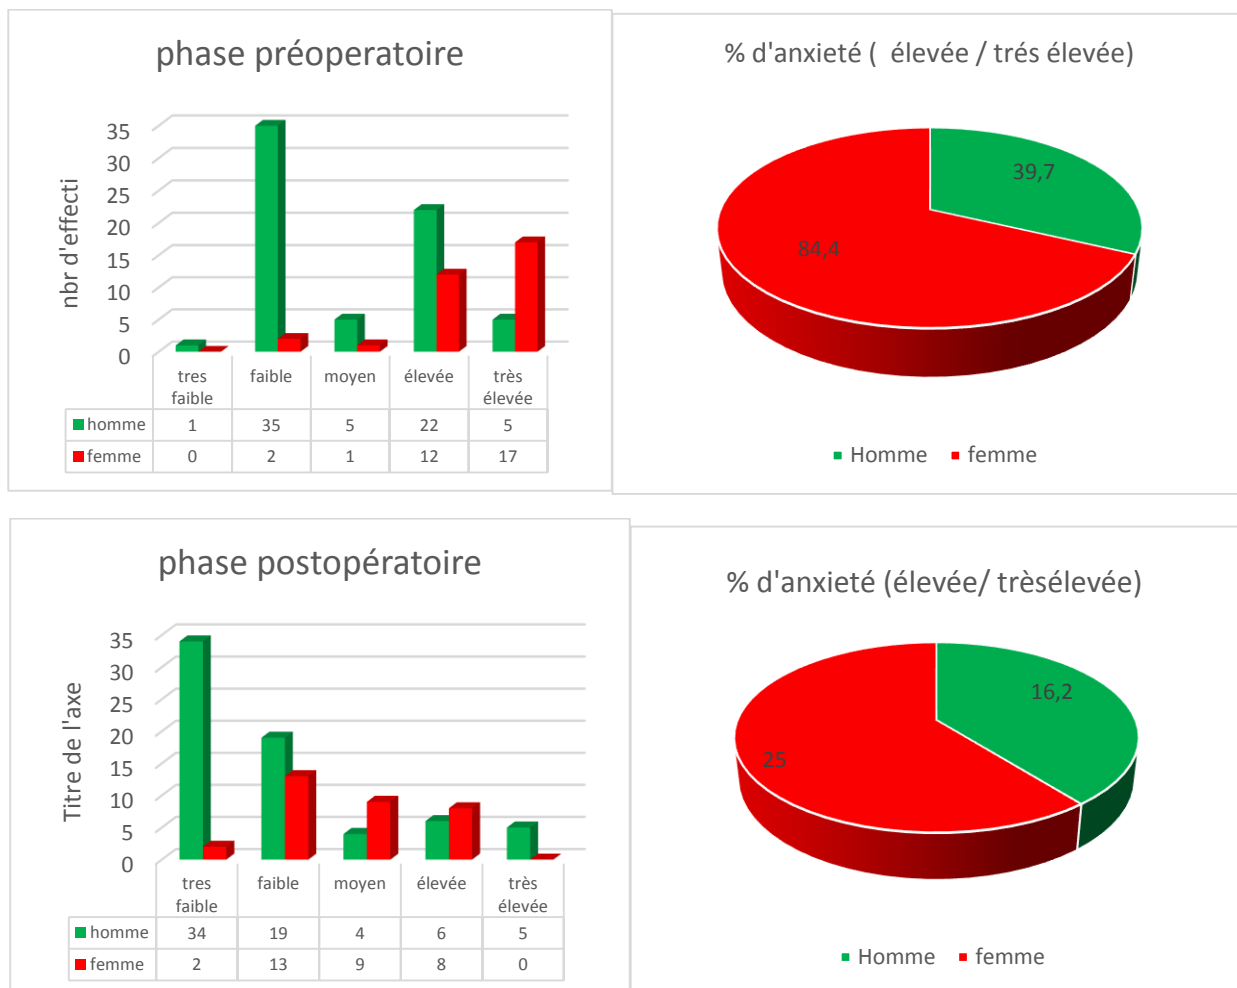 phase préoperatoire
nbr d'effecti
35
30
25
20
15
10
5
0
tres faible moyen élevée très
faible élevée
homme 1 35 5 22 5
femme 0 2 1 12 17
% d'anxieté ( élevée / trés élevée)
39,7
84,4
Homme femme
phase postopératoire
Titre de l'axe
35
30
25
20
15
10
5
0
tres faible moyen élevée très
faible élevée
homme 34 19 4 6 5
femme 2 13 9 8 0
% d'anxieté (élevée/ trèsélevée)
16,2
25
Homme femme